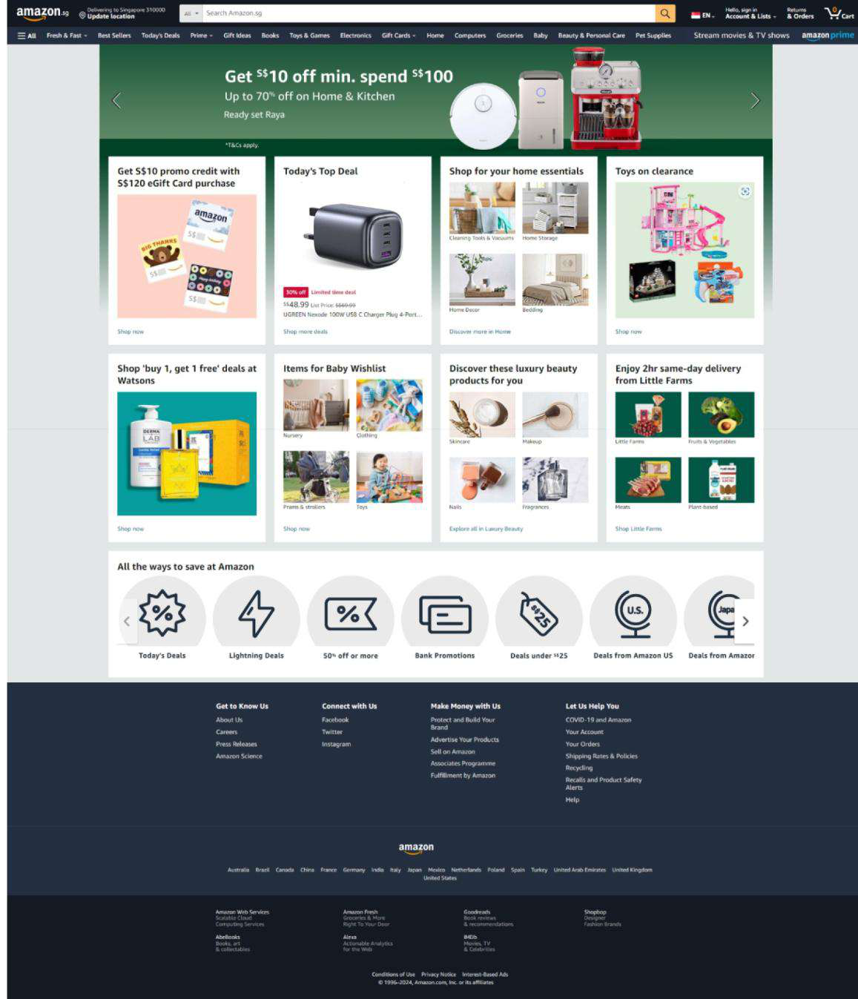 amazon.sg
Delivering to Singapore 310000
Update location
All
Search Amazon.sg
EN
Hello, sign in
Account & Lists
Returns
& Orders
0
Cart
All
Fresh & Fast
Best Sellers
Today's Deals
Prime
Gift Ideas
Books
Toys & Games
Electronics
Gift Cards
Home
Computers
Groceries
Baby
Beauty & Personal Care
Pet Supplies
Stream movies & TV shows
amazon prime
Get S$10 off min. spend S$100
Up to 70% off on Home & Kitchen
Ready set Raya
*T&Cs apply.
Get S$10 promo credit with
S$120 eGift Card purchase
amazon
S$
BIG THANKS
S$
Happy birthday
S$
Shop now
Today's Top Deal
30% off
Limited time deal
S$48.99 List Price: S$69.99
UGREEN Nexode 100W USB C Charger Plug 4-Port...
Shop more deals
Shop for your home essentials
Cleaning Tools & Vacuums
Home Storage
Home Decor
Bedding
Discover more in Home
Toys on clearance
Shop now
Shop 'buy 1, get 1 free' deals at
Watsons
DERMA
LAB
Shop now
Items for Baby Wishlist
Nursery
Clothing
Prams & strollers
Toys
Shop now
Discover these luxury beauty
products for you
Skincare
Makeup
Nails
Fragrances
Explore all in Luxury Beauty
Enjoy 2hr same-day delivery
from Little Farms
Little Farms
Fruits & Vegetables
Meats
Plant-based
Shop Little Farms
All the ways to save at Amazon
S$25
U.S.
Japa
Today's Deals
Lightning Deals
50% off or more
Bank Promotions
Deals under S$25
Deals from Amazon US
Deals from Amazon
Get to Know Us
About Us
Careers
Press Releases
Amazon Science
Connect with Us
Facebook
Twitter
Instagram
Make Money with Us
Protect and Build Your
Brand
Advertise Your Products
Sell on Amazon
Associates Programme
Fulfillment by Amazon
Let Us Help You
COVID-19 and Amazon
Your Account
Your Orders
Shipping Rates & Policies
Recycling
Recalls and Product Safety
Alerts
Help
amazon
Australia Brazil Canada China France Germany India Italy Japan Mexico Netherlands Poland Spain Turkey United Arab Emirates United Kingdom
United States
Amazon Web Services
Scalable Cloud
Computing Services
Amazon Fresh
Groceries & More
Right To Your Door
Goodreads
Book reviews
& recommendations
Shopbop
Designer
Fashion Brands
AbeBooks
Books, art
& collectables
Alexa
Actionable Analytics
for the Web
IMDb
Movies, TV
& Celebrities
Conditions of Use Privacy Notice Interest-Based Ads
© 1996–2024, Amazon.com, Inc. or its affiliates